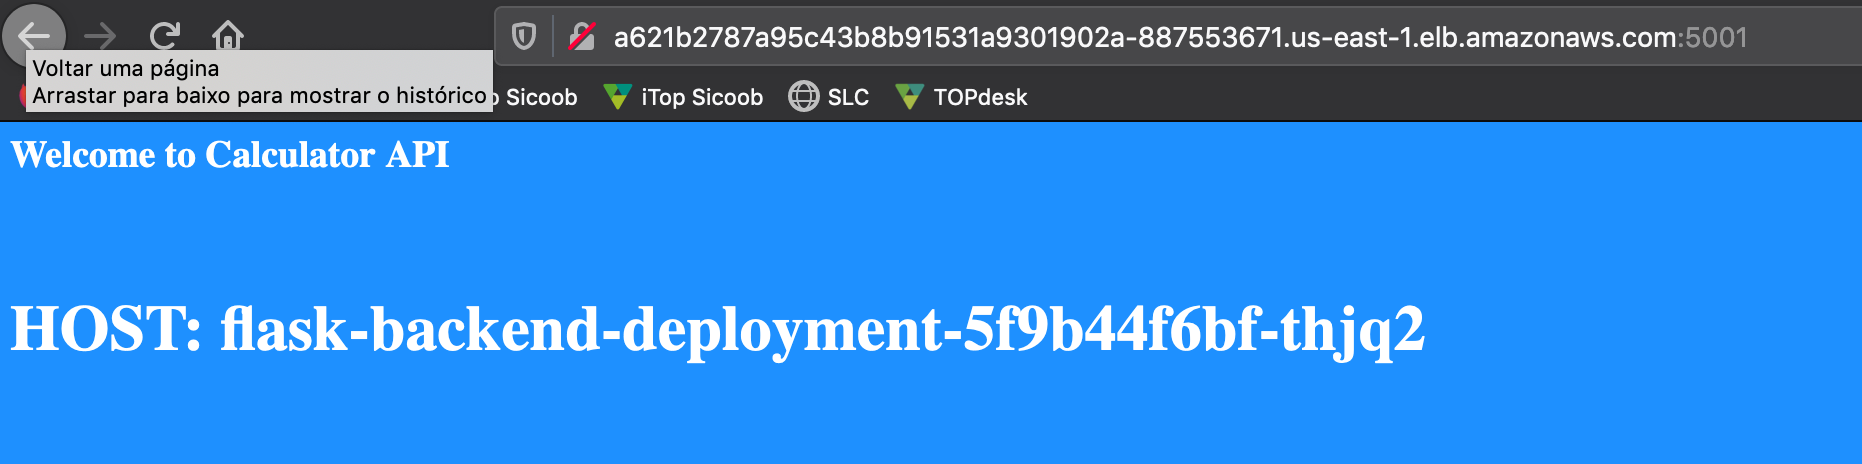 a621b2787a95c43b8b91531a9301902a-887553671.us-east-1.elb.amazonaws.com:5001
Voltar uma página
Arrastar para baixo para mostrar o histórico
Sicoob iTop Sicoob SLC TOPdesk
Welcome to Calculator API
HOST: flask-backend-deployment-5f9b44f6bf-thjq2